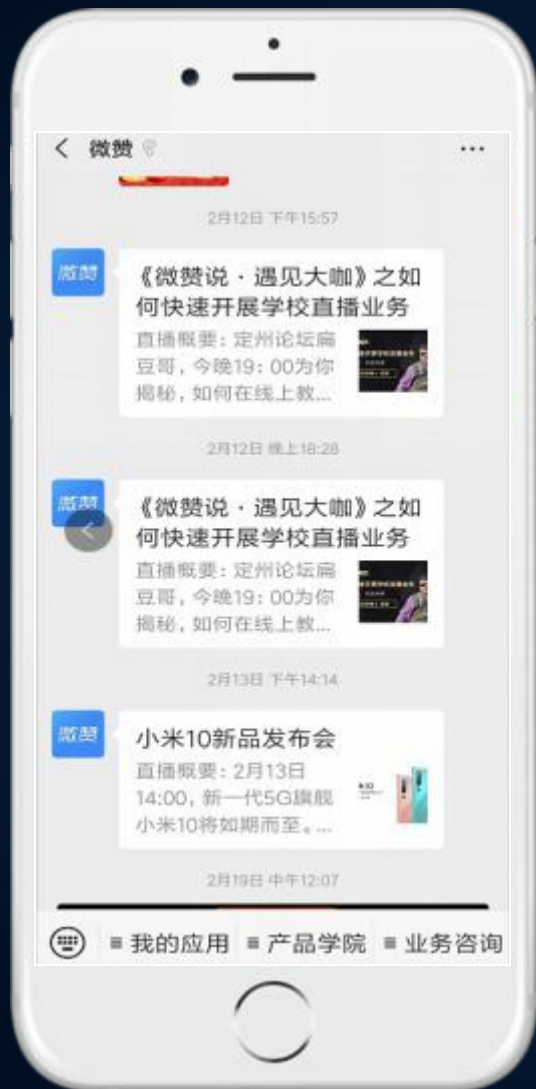 微赞
2月12日 下午15:57
微赞
《微赞说·遇见大咖》之如
何快速开展学校直播业务
直播概要：定州论坛扁
豆哥，今晚19：00为你
揭秘，如何在线上教...
2月12日 晚上18:28
微赞
《微赞说·遇见大咖》之如
何快速开展学校直播业务
直播概要：定州论坛扁
豆哥，今晚19：00为你
揭秘，如何在线上教...
2月13日 下午14:14
微赞
小米10新品发布会
直播概要：2月13日
14:00，新一代5G旗舰
小米10将如期而至。...
2月19日 中午12:07
我的应用
产品学院
业务咨询